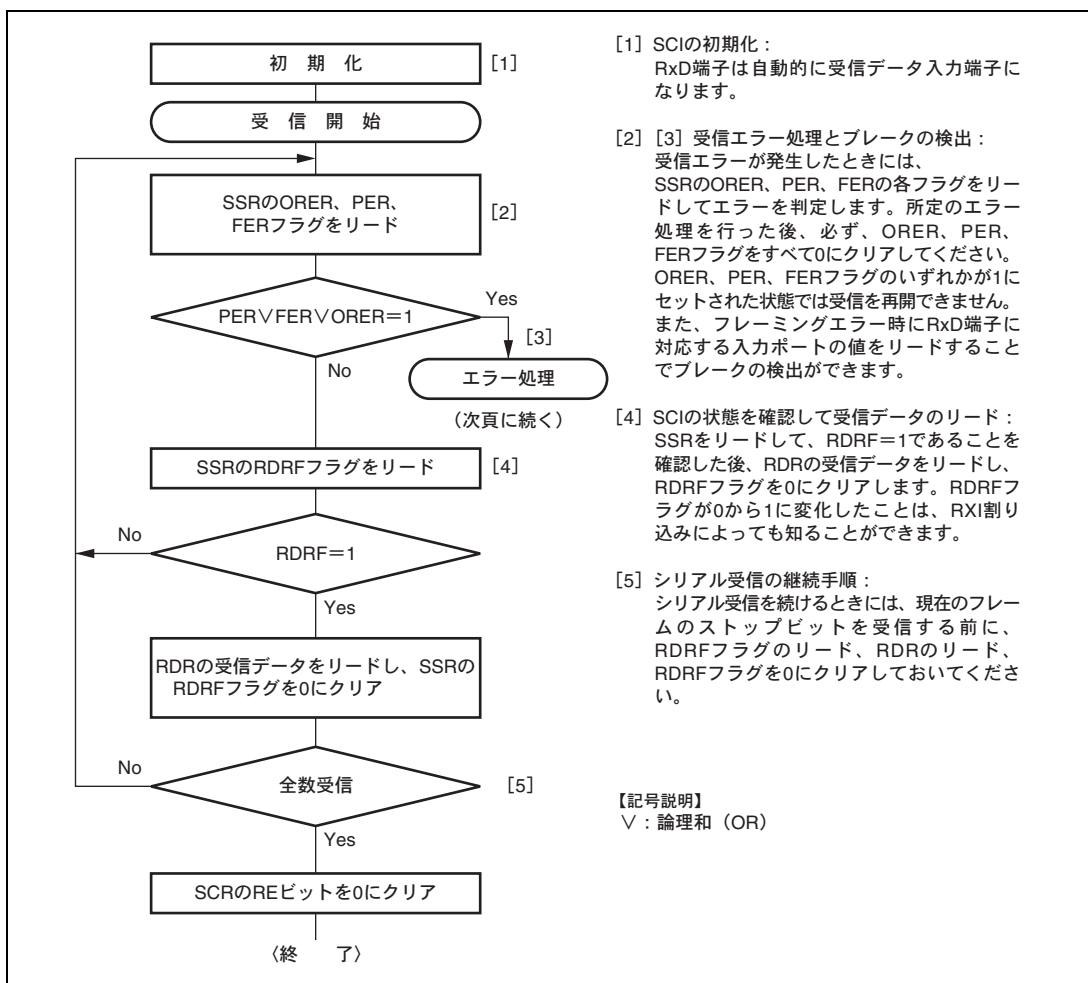 初 期 化 [1]
受 信 開 始
SSRのORER、PER、
FERフラグをリード
[2]
PER∨FER∨ORER＝1
Yes
[3]
No
エラー処理
（次頁に続く）
SSRのRDRFフラグをリード [4]
No
RDRF＝1
Yes
RDRの受信データをリードし、SSRの
RDRFフラグを0にクリア
No
全数受信 [5]
Yes
SCRのREビットを0にクリア
〈終 了〉
[1] SCIの初期化：
RxD端子は自動的に受信データ入力端子に
なります。
[2] [3] 受信エラー処理とブレークの検出：
受信エラーが発生したときには、
SSRのORER、PER、FERの各フラグをリー
ドしてエラーを判定します。所定のエラー
処理を行った後、必ず、ORER、PER、
FERフラグをすべて0にクリアしてください。
ORER、PER、FERフラグのいずれかが1に
セットされた状態では受信を再開できません。
また、フレーミングエラー時にRxD端子に
対応する入力ポートの値をリードすること
でブレークの検出ができます。
[4] SCIの状態を確認して受信データのリード：
SSRをリードして、RDRF＝1であることを
確認した後、RDRの受信データをリードし、
RDRFフラグを0にクリアします。RDRFフ
ラグが0から1に変化したことは、RXI割り
込みによっても知ることができます。
[5] シリアル受信の継続手順：
シリアル受信を続けるときには、現在のフレー
ムのストップビットを受信する前に、
RDRFフラグのリード、RDRのリード、
RDRFフラグを0にクリアしておいてくださ
い。
【記号説明】
∨：論理和（OR）